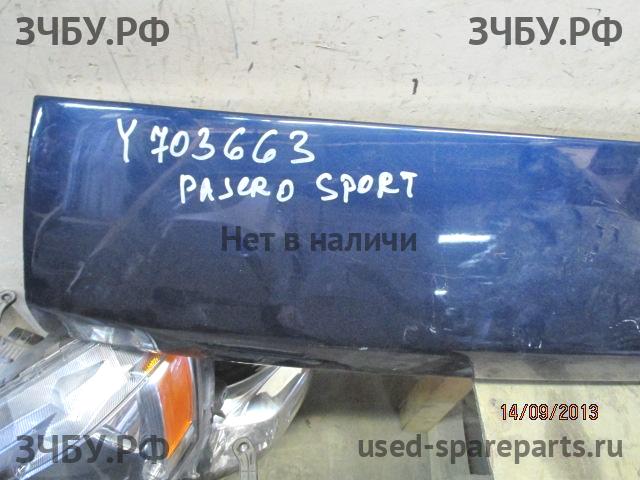 ЗЧБУ.РФ ЗЧБУ.РФ
Y703663
PAJERO SPORT
Нет в наличи
14/09/2013
ЗЧБУ.РФ used-spareparts.ru